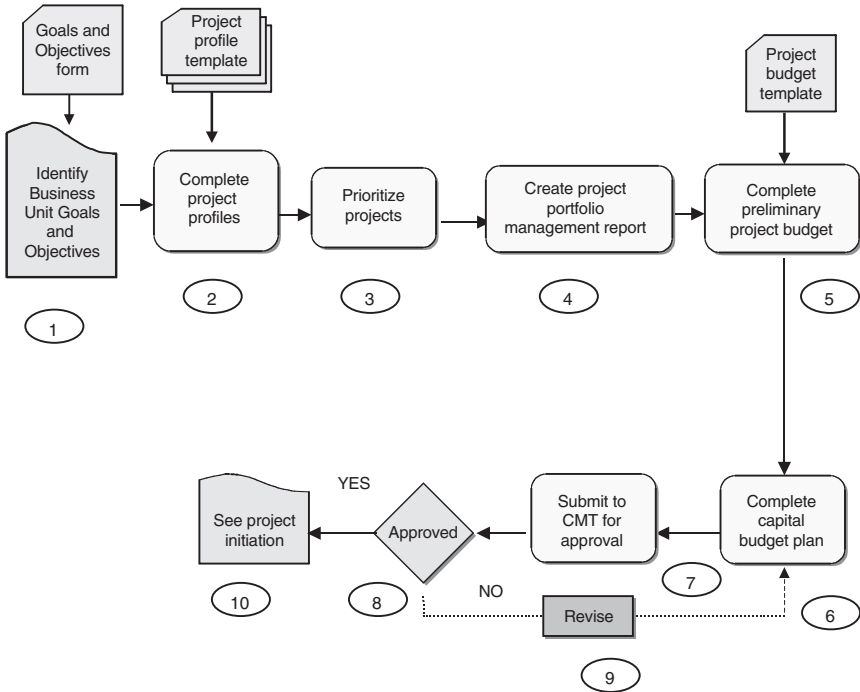 Goals and
Objectives
form
Project
profile
template
Project
budget
template
Identify
Business
Unit Goals
and
Objectives
Complete
project
profiles
Prioritize
projects
Create project
portfolio
management report
Complete
preliminary
project budget
1
2
3
4
5
See project
initiation
YES
Approved
NO
Submit to
CMT for
approval
Complete
capital
budget plan
Revise
10
8
7
6
9